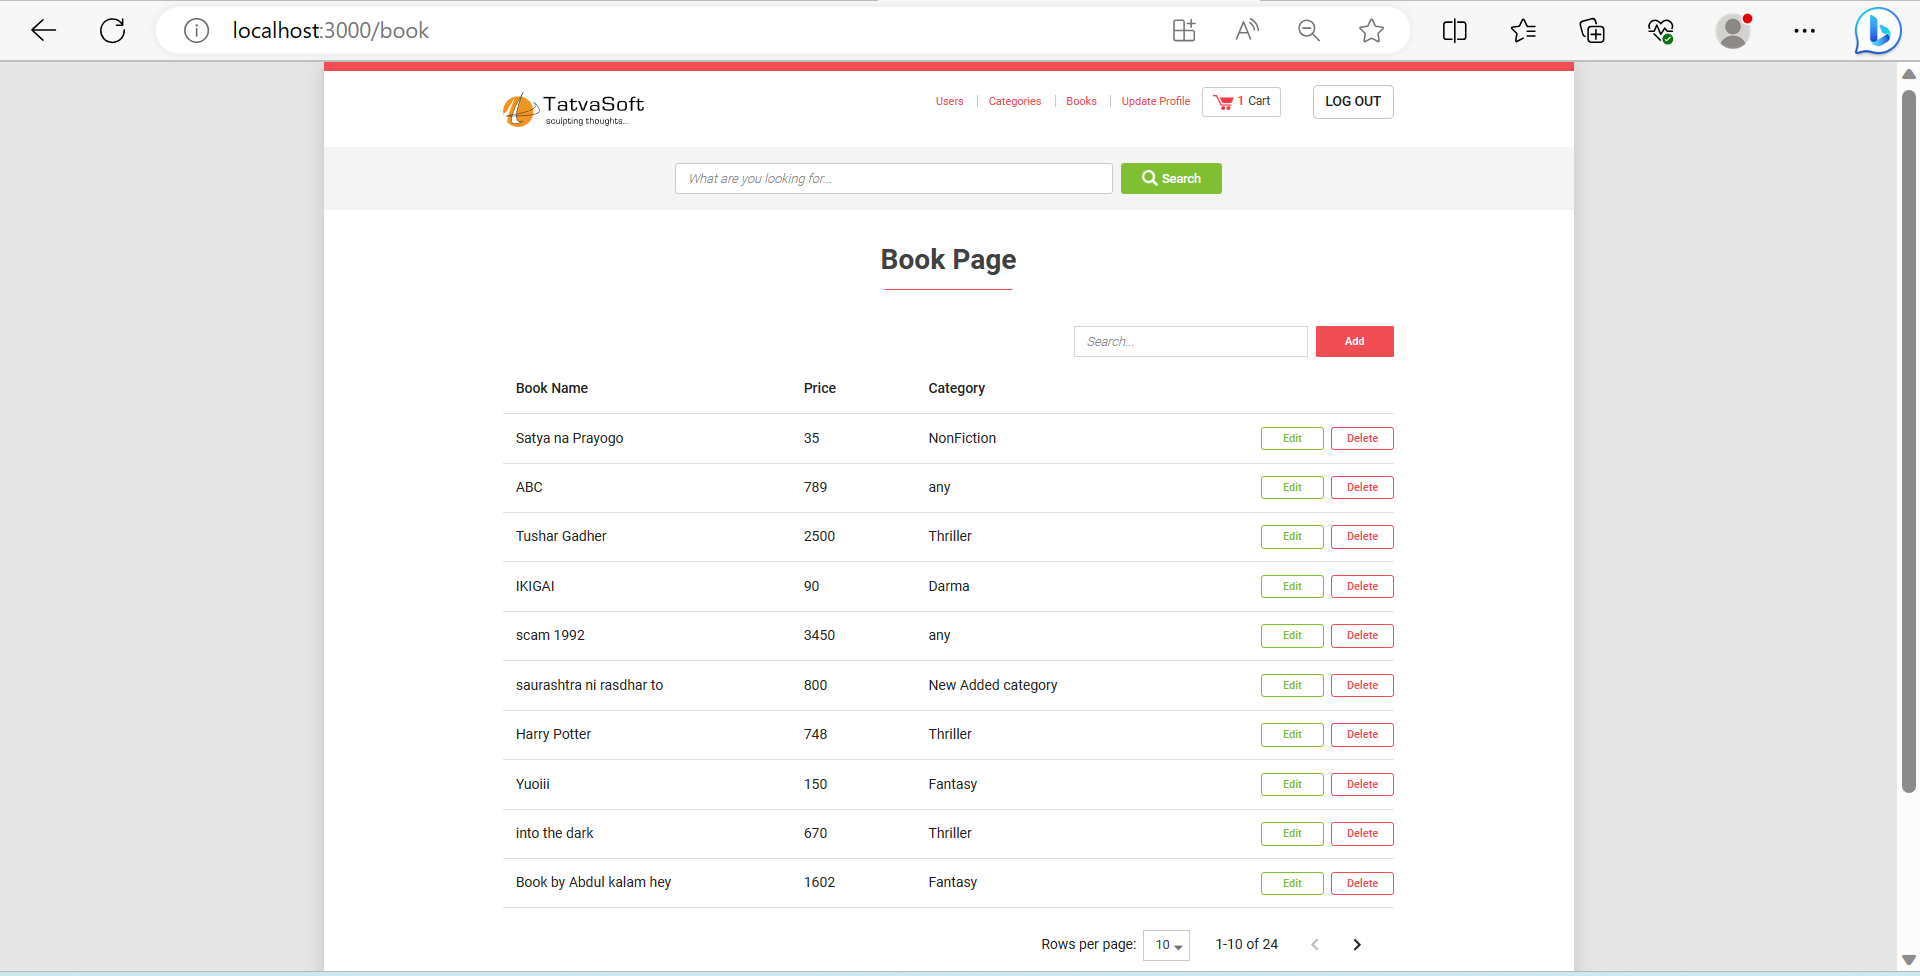 localhost:3000/book
TatvaSoft
sculpting thoughts...
Users
Categories
Books
Update Profile
1 Cart
LOG OUT
What are you looking for...
Search
Book Page
Search...
Add
Book Name Price Category
Satya na Prayogo 35 NonFiction Edit Delete
ABC 789 any Edit Delete
Tushar Gadher 2500 Thriller Edit Delete
IKIGAI 90 Darma Edit Delete
scam 1992 3450 any Edit Delete
saurashtra ni rasdhar to 800 New Added category Edit Delete
Harry Potter 748 Thriller Edit Delete
Yuoiii 150 Fantasy Edit Delete
into the dark 670 Thriller Edit Delete
Book by Abdul kalam hey 1602 Fantasy Edit Delete
Rows per page: 10 1-10 of 24